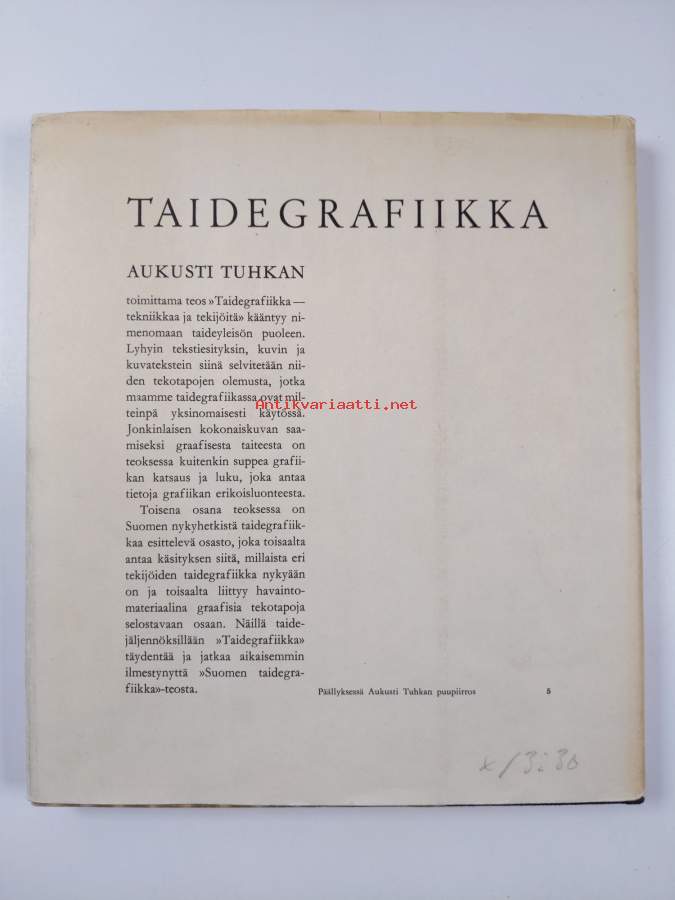 TAIDEGRAFIIKKA
AUKUSTI TUHKAN
toimittama teos »Taidegrafiikka —
tekniikkaa ja tekijöitä» kääntyy ni-
menomaan taideyleisön puoleen.
Lyhyin tekstiesityksin, kuvin ja
kuvatekstein siinä selvitetään nii-
den tekotapojen olemusta, jotka
maamme taidegrafiikassa ovat mil-
teinpä yksinomaisesti käytössä.
Antikvariaatti.net
Jonkinlaisen kokonaiskuvan saa-
miseksi graafisesta taiteesta on
teoksessa kuitenkin suppea grafii-
kan katsaus ja luku, joka antaa
tietoja grafiikan erikoisluonteesta.
Toisena osana teoksessa on
Suomen nykyhetkistä taidegrafiik-
kaa esittelevä osasto, joka toisaalta
antaa käsityksen siitä, millaista eri
tekijöiden taidegrafiikka nykyään
on ja toisaalta liittyy havainto-
materiaalina graafisia tekotapoja
selostavaan osaan. Näillä taide-
jäljennöksillään »Taidegrafiikka»
täydentää ja jatkaa aikaisemmin
ilmestynyttä »Suomen taidegra-
fiikka»-teosta.
Päällyksessä Aukusti Tuhkan puupiirros 5
x/3:30